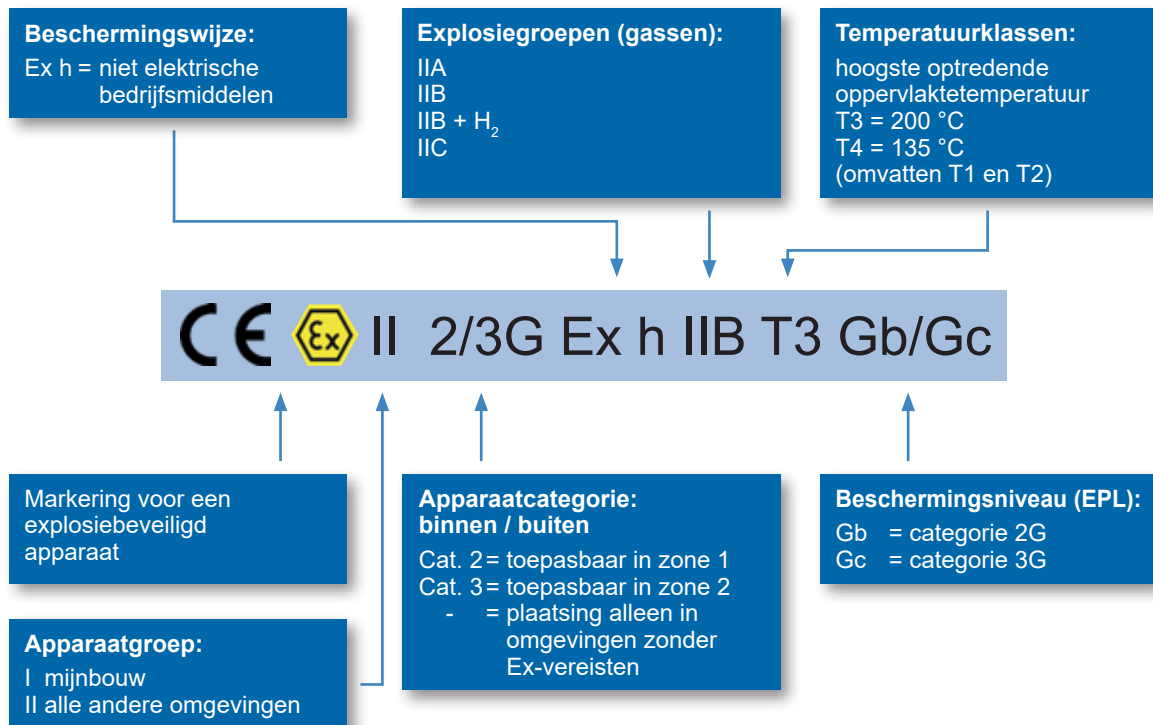 Beschermingswijze:
Ex h = niet elektrische
bedrijfsmiddelen
Explosiegroepen (gassen):
IIA
IIB
IIB + H₂
IIC
Temperatuurklassen:
hoogste optredende
oppervlaktetemperatuur
T3 = 200 °C
T4 = 135 °C
(omvatten T1 en T2)
CE Ex II 2/3G Ex h IIB T3 Gb/Gc
Markering voor een
explosiebeveiligd
apparaat
Apparaatgroep:
I mijnbouw
II alle andere omgevingen
Apparaatcategorie:
binnen / buiten
Cat. 2 = toepasbaar in zone 1
Cat. 3 = toepasbaar in zone 2
- = plaatsing alleen in
omgevingen zonder
Ex-vereisten
Beschermingsniveau (EPL):
Gb = categorie 2G
Gc = categorie 3G